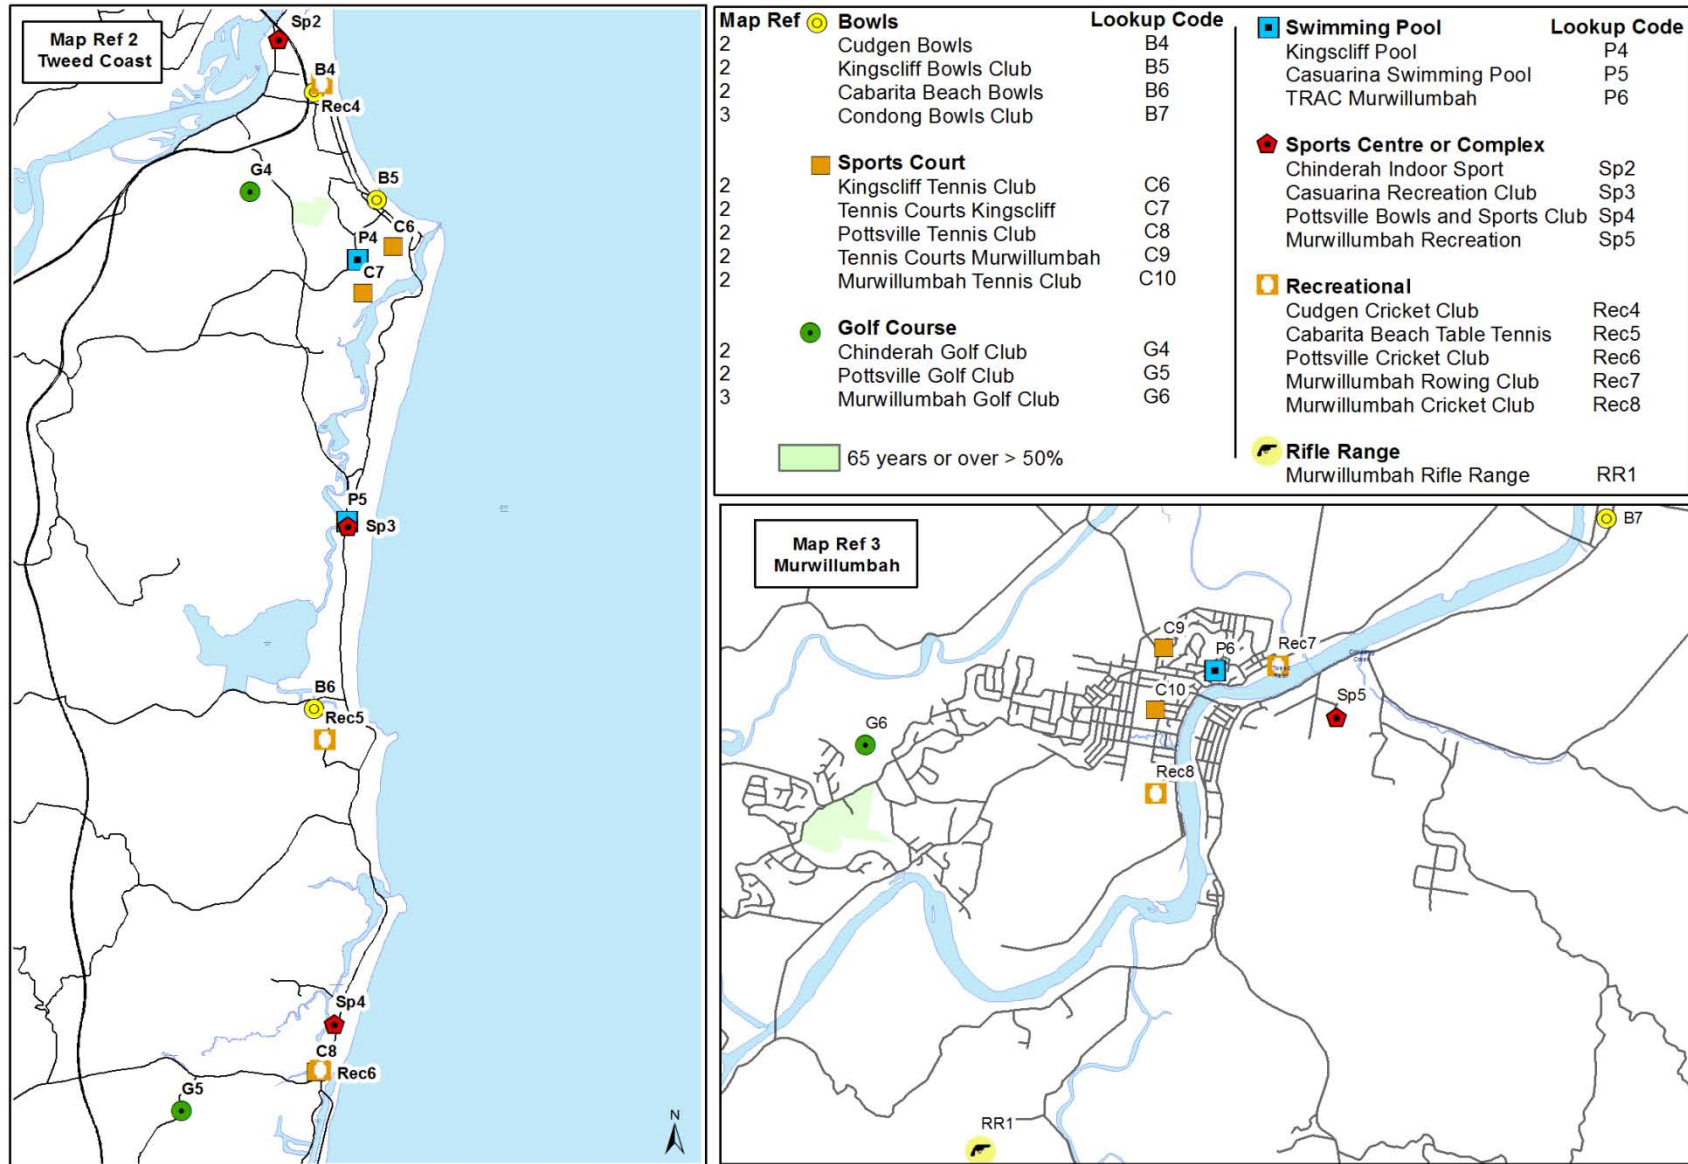 Map Ref 2
Tweed Coast
Sp2
B4
Rec4
G4
B5
C6
P4
C7
P5
Sp3
B6
Rec5
Sp4
C8
Rec6
G5
N
Map Ref Bowls Lookup Code
2 Cudgen Bowls B4
2 Kingscliff Bowls Club B5
2 Cabarita Beach Bowls B6
3 Condong Bowls Club B7
Sports Court
2 Kingscliff Tennis Club C6
2 Tennis Courts Kingscliff C7
2 Pottsville Tennis Club C8
2 Tennis Courts Murwillumbah C9
2 Murwillumbah Tennis Club C10
Golf Course
2 Chinderah Golf Club G4
2 Pottsville Golf Club G5
3 Murwillumbah Golf Club G6
65 years or over > 50%
Swimming Pool Lookup Code
Kingscliff Pool P4
Casuarina Swimming Pool P5
TRAC Murwillumbah P6
Sports Centre or Complex
Chinderah Indoor Sport Sp2
Casuarina Recreation Club Sp3
Pottsville Bowls and Sports Club Sp4
Murwillumbah Recreation Sp5
Recreational
Cudgen Cricket Club Rec4
Cabarita Beach Table Tennis Rec5
Pottsville Cricket Club Rec6
Murwillumbah Rowing Club Rec7
Murwillumbah Cricket Club Rec8
Rifle Range
Murwillumbah Rifle Range RR1
Map Ref 3
Murwillumbah
B7
C9
P6
Rec7
C10
Sp5
G6
Rec8
RR1